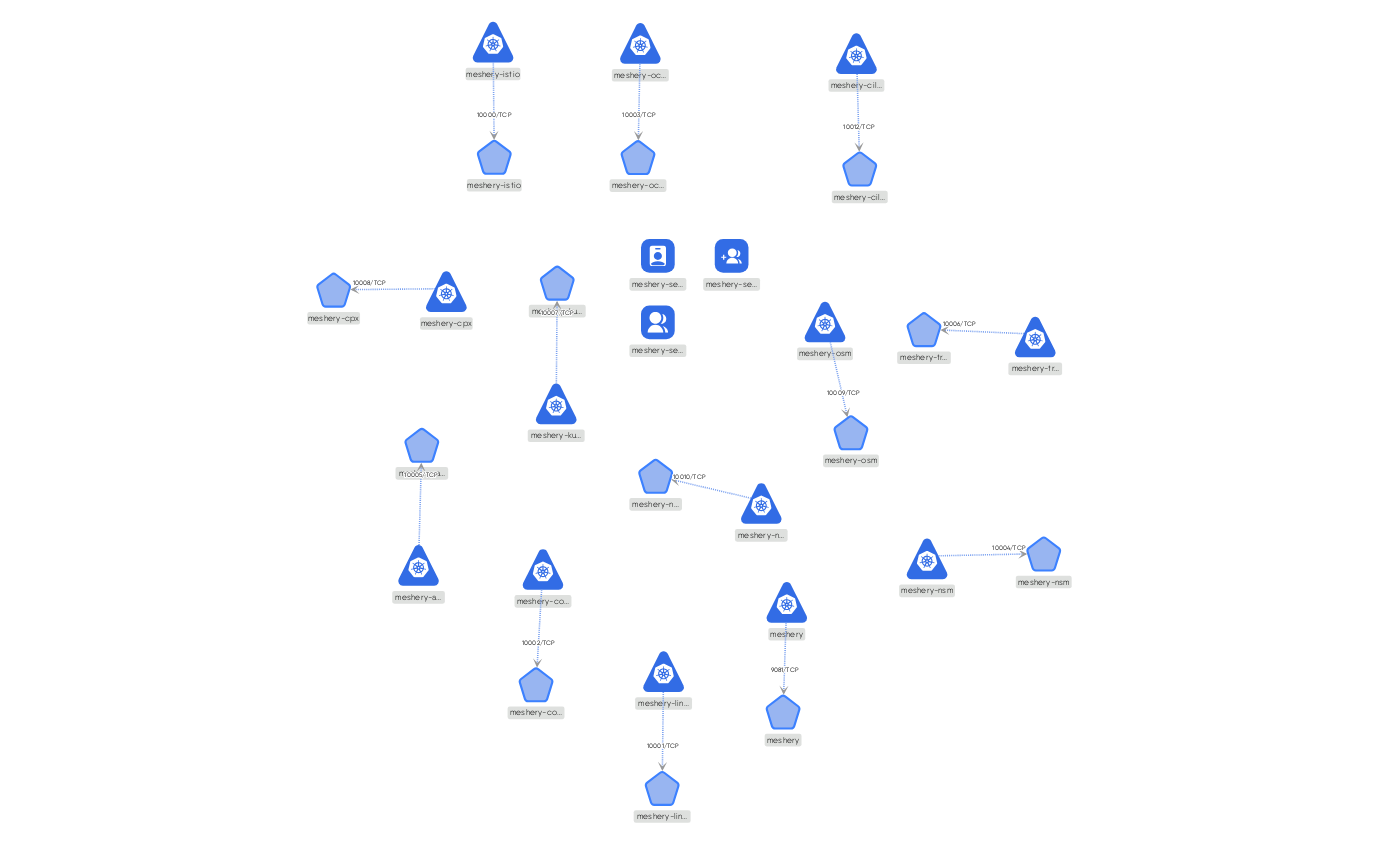 meshery-istio
meshery-oc...
meshery-cil...
10000/TCP
10003/TCP
10012/TCP
meshery-istio
meshery-oc...
meshery-cil...
meshery-se...
meshery-se...
10008/TCP
meshery-cpx
meshery-cpx
10007/TCP
meshery-se...
meshery-osm
10006/TCP
meshery-tr...
meshery-tr...
10009/TCP
meshery-ku...
meshery-osm
10005/TCP
10010/TCP
meshery-n...
meshery-n...
10004/TCP
meshery-nsm
meshery-nsm
meshery-a...
meshery-co...
meshery
10002/TCP
9081/TCP
meshery-lin...
meshery-co...
meshery
10001/TCP
meshery-lin...